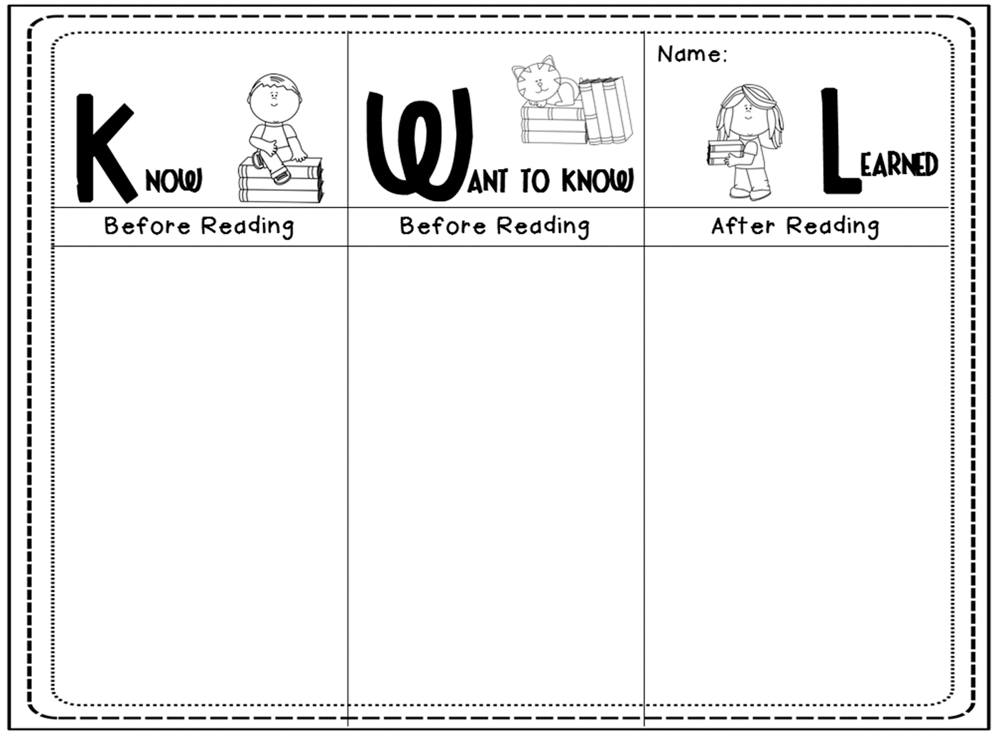 Name:
KNOW
WANT TO KNOW
LEARNED
Before Reading
Before Reading
After Reading